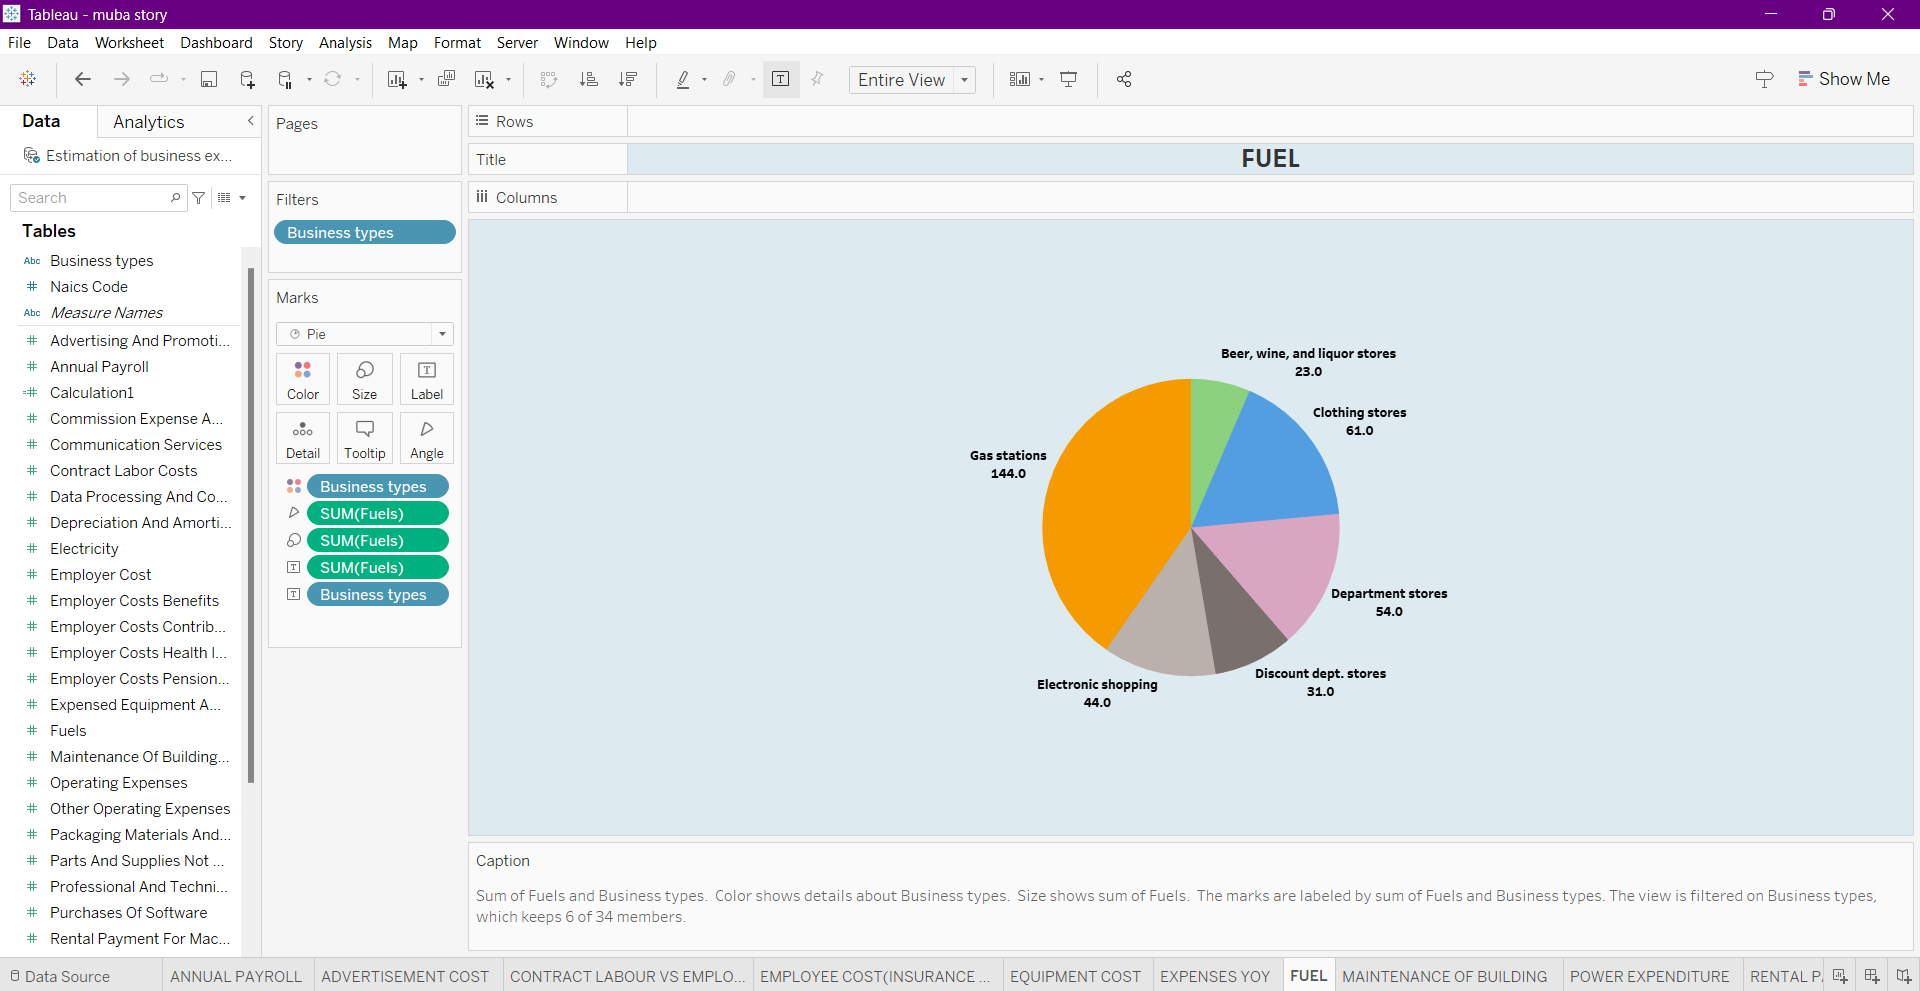 Tableau - muba story
File Data Worksheet Dashboard Story Analysis Map Format Server Window Help
Entire View
Show Me
Data
Analytics
Estimation of business ex...
Search
Tables
Abc Business types
# Naics Code
Abc Measure Names
# Advertising And Promoti...
# Annual Payroll
=# Calculation1
# Commission Expense A...
# Communication Services
# Contract Labor Costs
# Data Processing And Co...
# Depreciation And Amorti...
# Electricity
# Employer Cost
# Employer Costs Benefits
# Employer Costs Contrib...
# Employer Costs Health I...
# Employer Costs Pension...
# Expensed Equipment A...
# Fuels
# Maintenance Of Building...
# Operating Expenses
# Other Operating Expenses
# Packaging Materials And...
# Parts And Supplies Not ...
# Professional And Techni...
# Purchases Of Software
# Rental Payment For Mac...
Pages
Filters
Business types
Marks
Pie
Color
Size
Label
Detail
Tooltip
Angle
Business types
SUM(Fuels)
SUM(Fuels)
SUM(Fuels)
Business types
Rows
Title
FUEL
Columns
Beer, wine, and liquor stores
23.0
Clothing stores
61.0
Gas stations
144.0
Department stores
54.0
Discount dept. stores
31.0
Electronic shopping
44.0
Caption
Sum of Fuels and Business types. Color shows details about Business types. Size shows sum of Fuels. The marks are labeled by sum of Fuels and Business types. The view is filtered on Business types,
which keeps 6 of 34 members.
Data Source
ANNUAL PAYROLL
ADVERTISEMENT COST
CONTRACT LABOUR VS EMPLO...
EMPLOYEE COST(INSURANCE ...
EQUIPMENT COST
EXPENSES YOY
FUEL
MAINTENANCE OF BUILDING
POWER EXPENDITURE
RENTAL P